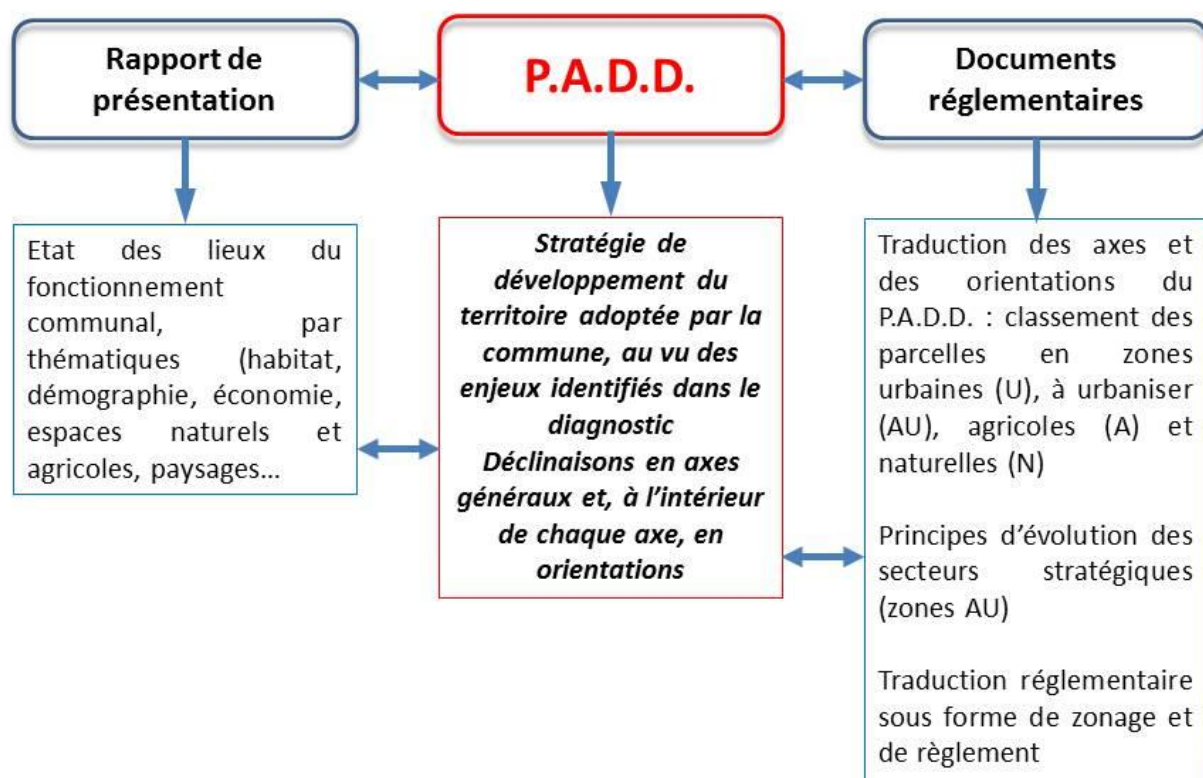 Rapport de
présentation
P.A.D.D.
Documents
réglementaires
Etat des lieux du
fonctionnement
communal, par
thématiques (habitat,
démographie, économie,
espaces naturels et
agricoles, paysages…
Stratégie de
développement du
territoire adoptée par la
commune, au vu des
enjeux identifiés dans le
diagnostic
Déclinaisons en axes
généraux et, à l’intérieur
de chaque axe, en
orientations
Traduction des axes et
des orientations du
P.A.D.D. : classement des
parcelles en zones
urbaines (U), à urbaniser
(AU), agricoles (A) et
naturelles (N)
Principes d’évolution des
secteurs stratégiques
(zones AU)
Traduction réglementaire
sous forme de zonage et
de règlement